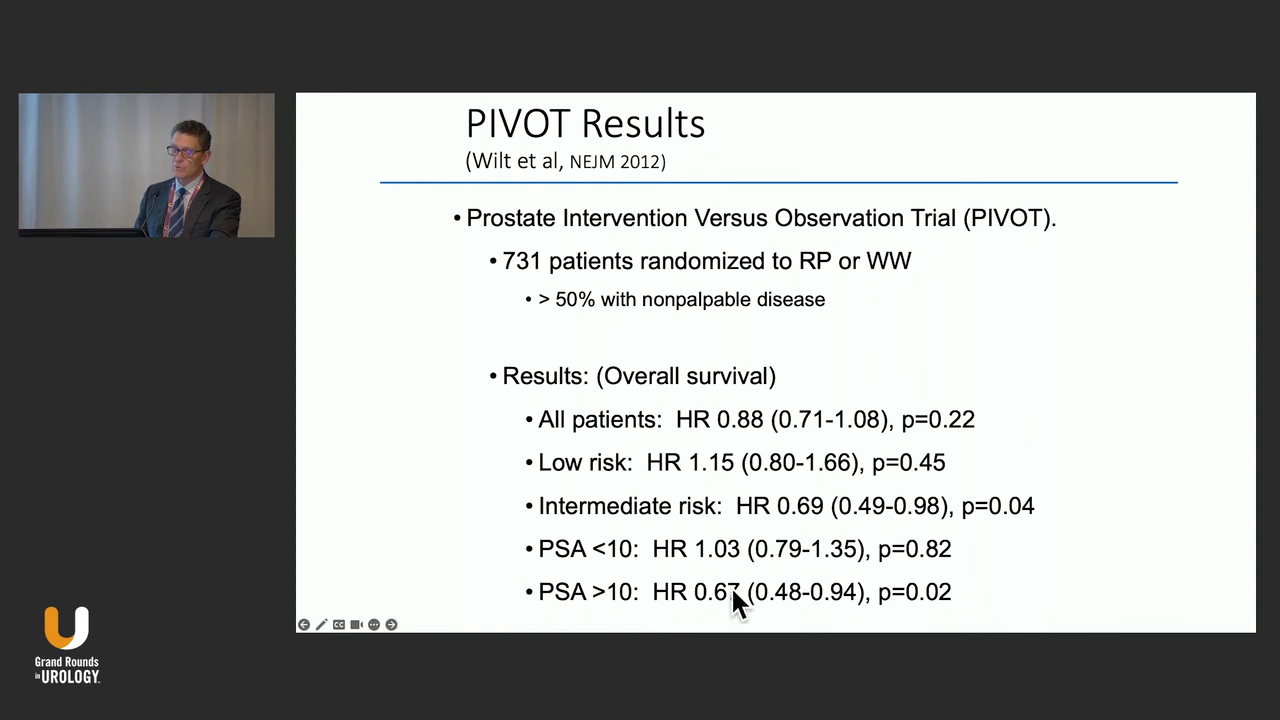 PIVOT Results
(Wilt et al, NEJM 2012)
• Prostate Intervention Versus Observation Trial (PIVOT).
• 731 patients randomized to RP or WW
• > 50% with nonpalpable disease
• Results: (Overall survival)
• All patients: HR 0.88 (0.71-1.08), p=0.22
• Low risk: HR 1.15 (0.80-1.66), p=0.45
• Intermediate risk: HR 0.69 (0.49-0.98), p=0.04
• PSA <10: HR 1.03 (0.79-1.35), p=0.82
• PSA >10: HR 0.67 (0.48-0.94), p=0.02
CC
Grand Rounds
in UROLOGY